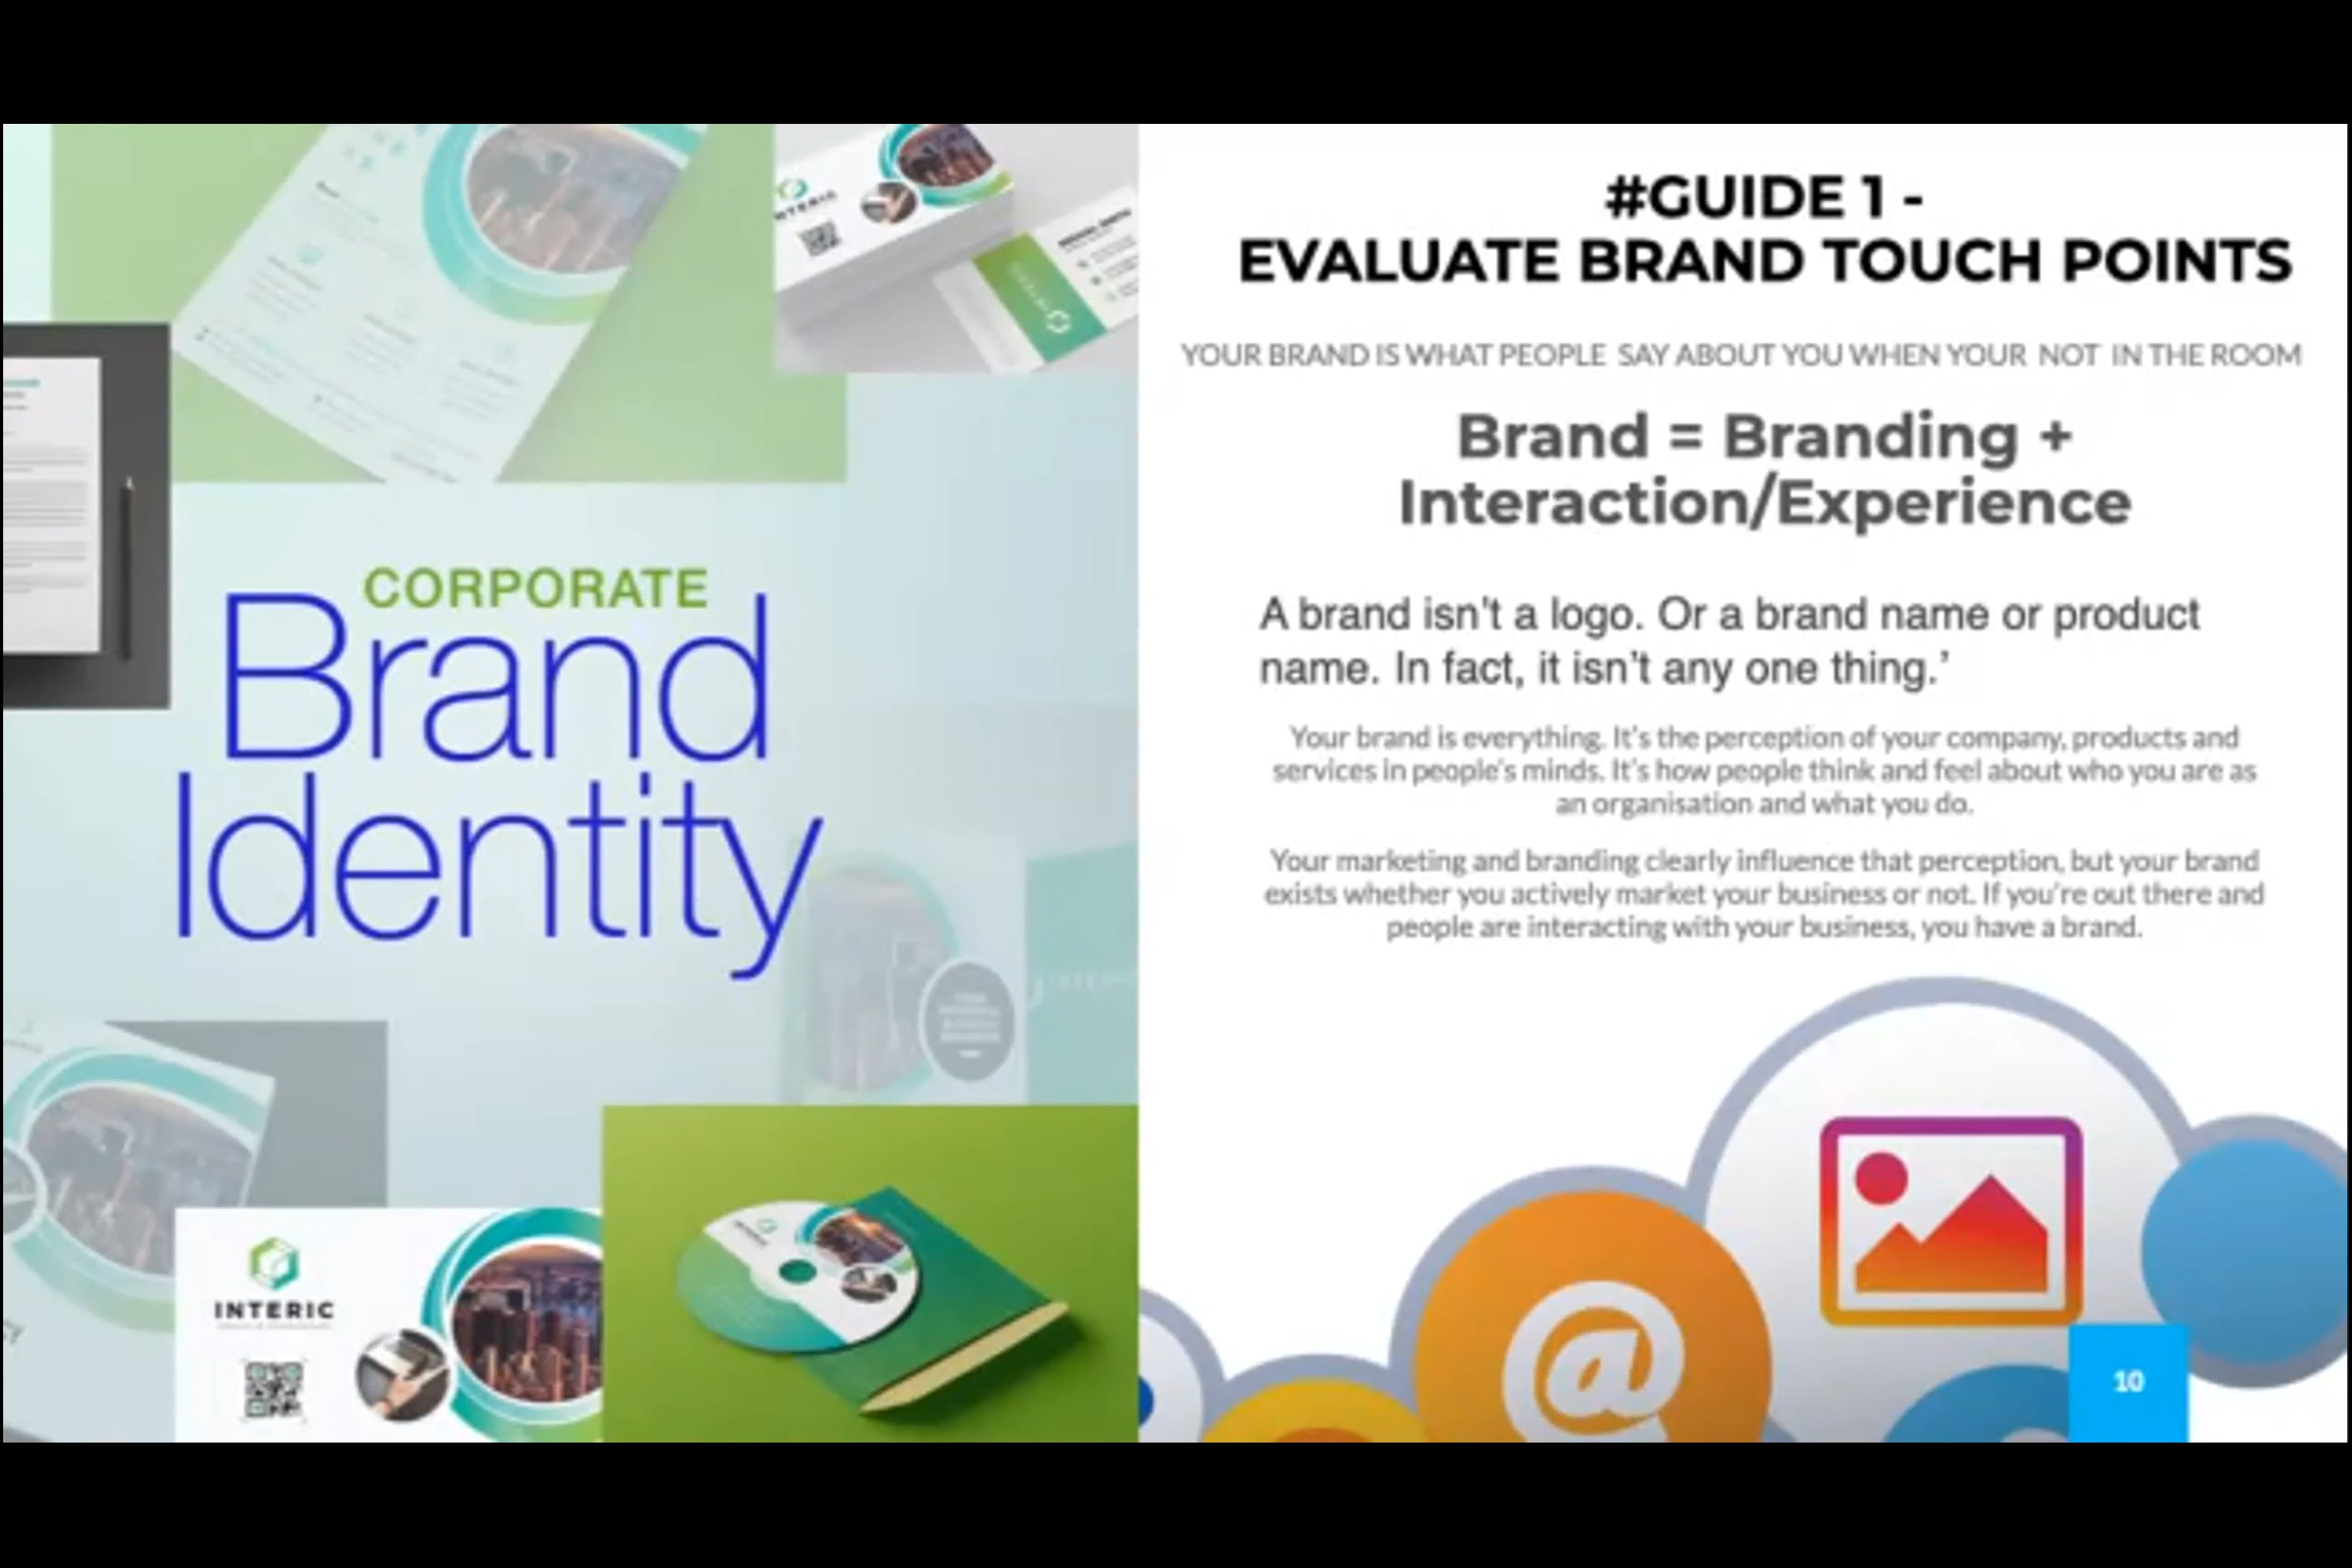 CORPORATE
Brand
Identity
INTERIC
#GUIDE 1 -
EVALUATE BRAND TOUCH POINTS
YOUR BRAND IS WHAT PEOPLE SAY ABOUT YOU WHEN YOUR NOT IN THE ROOM
Brand = Branding +
Interaction/Experience
A brand isn't a logo. Or a brand name or product
name. In fact, it isn't any one thing.’
Your brand is everything. It's the perception of your company, products and
services in people's minds. It's how people think and feel about who you are as
an organisation and what you do.
Your marketing and branding clearly influence that perception, but your brand
exists whether you actively market your business or not. If you're out there and
people are interacting with your business, you have a brand.
@
10